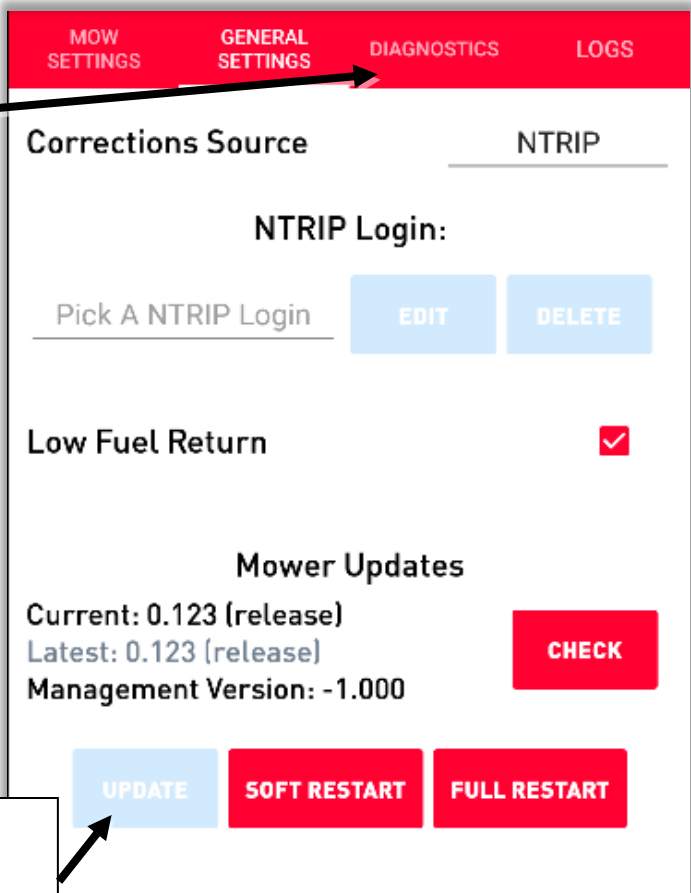 MOW SETTINGS
GENERAL SETTINGS
DIAGNOSTICS
LOGS
Corrections Source
NTRIP
NTRIP Login:
Pick A NTRIP Login
EDIT
DELETE
Low Fuel Return
Mower Updates
Current: 0.123 (release)
Latest: 0.123 (release)
CHECK
Management Version: -1.000
UPDATE
SOFT RESTART
FULL RESTART